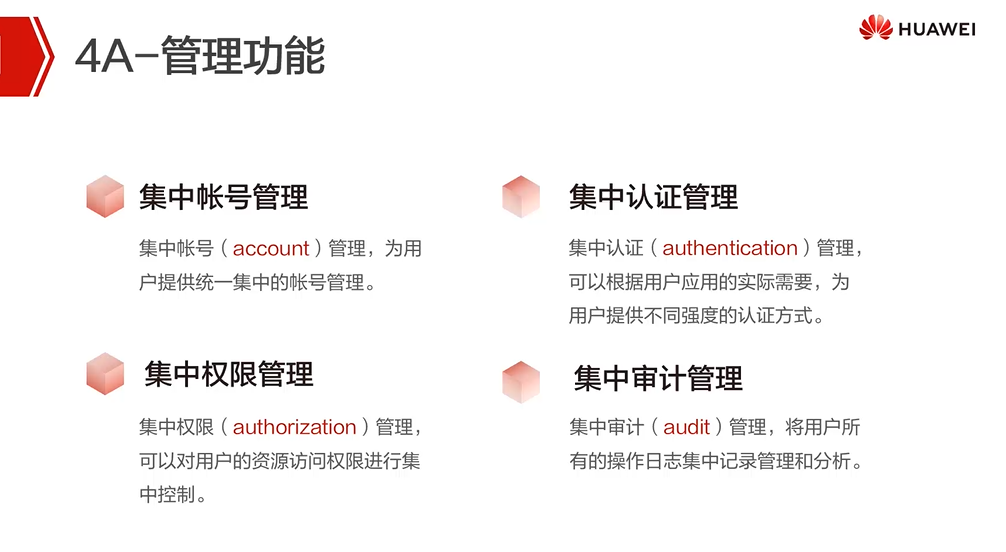 4A-管理功能
HUAWEI
集中帐号管理
集中帐号（account）管理，为用
户提供统一集中的帐号管理。
集中认证管理
集中认证（authentication）管理，
可以根据用户应用的实际需要，为
用户提供不同强度的认证方式。
集中权限管理
集中权限（authorization）管理，
可以对用户的资源访问权限进行集
中控制。
集中审计管理
集中审计（audit）管理，将用户所
有的操作日志集中记录管理和分析。